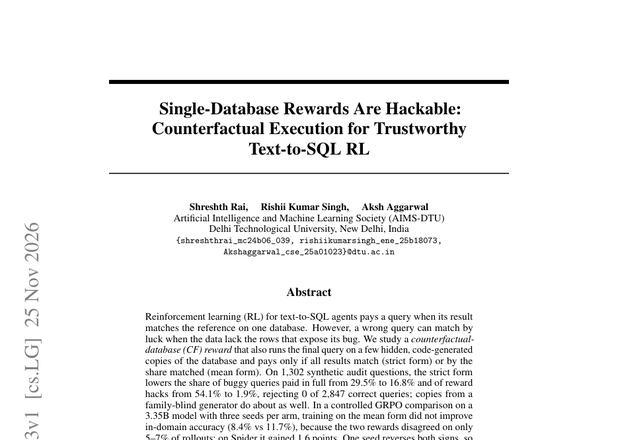 Single-Database Rewards Are Hackable:
Counterfactual Execution for Trustworthy
Text-to-SQL RL
Shreshth Rai, Rishii Kumar Singh, Aksh Aggarwal
Artificial Intelligence and Machine Learning Society (AIMS-DTU)
Delhi Technological University, New Delhi, India
{shreshthrai_mc24b06_039, rishiikumarsingh_ene_25b18073,
Akshaggarwal_cse_25a01023}@dtu.ac.in
Abstract
Reinforcement learning (RL) for text-to-SQL agents pays a query when its result
matches the reference on one database. However, a wrong query can match by
luck when the data lack the rows that expose its bug. We study a counterfactual-
database (CF) reward that also runs the final query on a few hidden, code-generated
copies of the database and pays only if all results match (strict form) or by the
share matched (mean form). On 1,302 synthetic audit questions, the strict form
lowers the share of buggy queries paid in full from 29.5% to 16.8% and of reward
hacks from 54.1% to 1.9%, rejecting 0 of 2,847 correct queries; copies from a
family-blind generator do about as well. In a controlled GRPO comparison on a
3.35B model with three seeds per arm, training on the mean form did not improve
in-domain accuracy (8.4% vs 11.7%), because the two rewards disagreed on only
5–7% of rollouts; on Spider it gained 1.6 points. One seed reverses both signs, so
3v1 [cs.LG] 25 Nov 2026